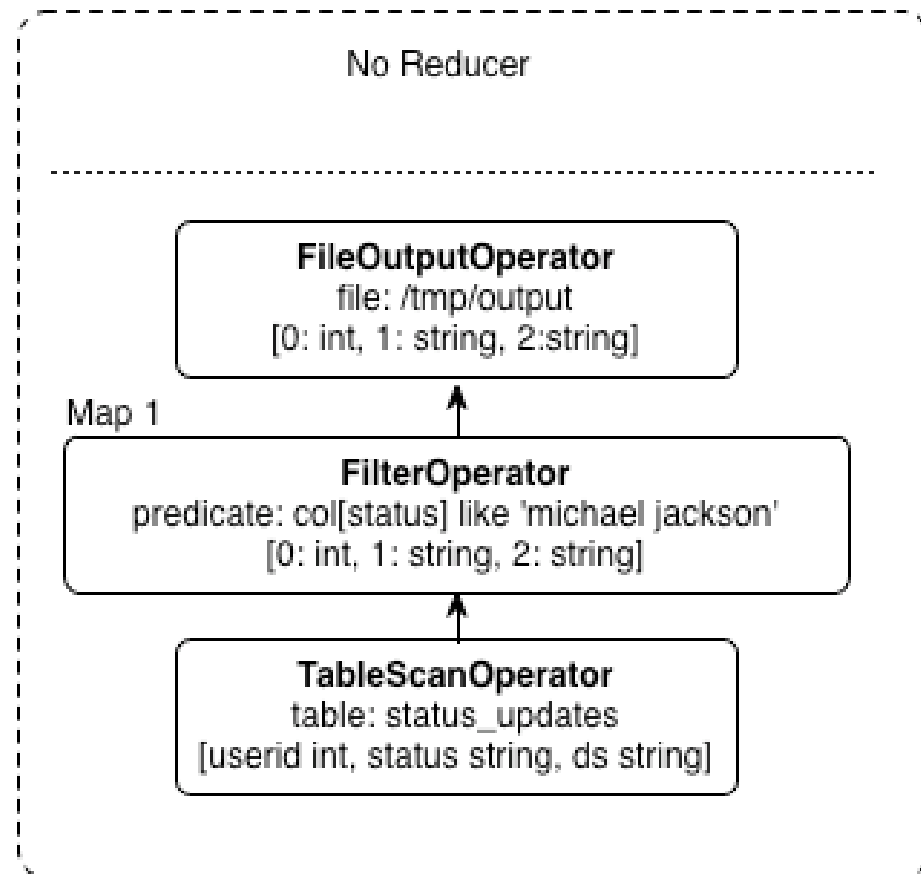 No Reducer
FileOutputOperator
file: /tmp/output
[0: int, 1: string, 2:string]
Map 1
FilterOperator
predicate: col[status] like 'michael jackson'
[0: int, 1: string, 2: string]
TableScanOperator
table: status_updates
[userid int, status string, ds string]